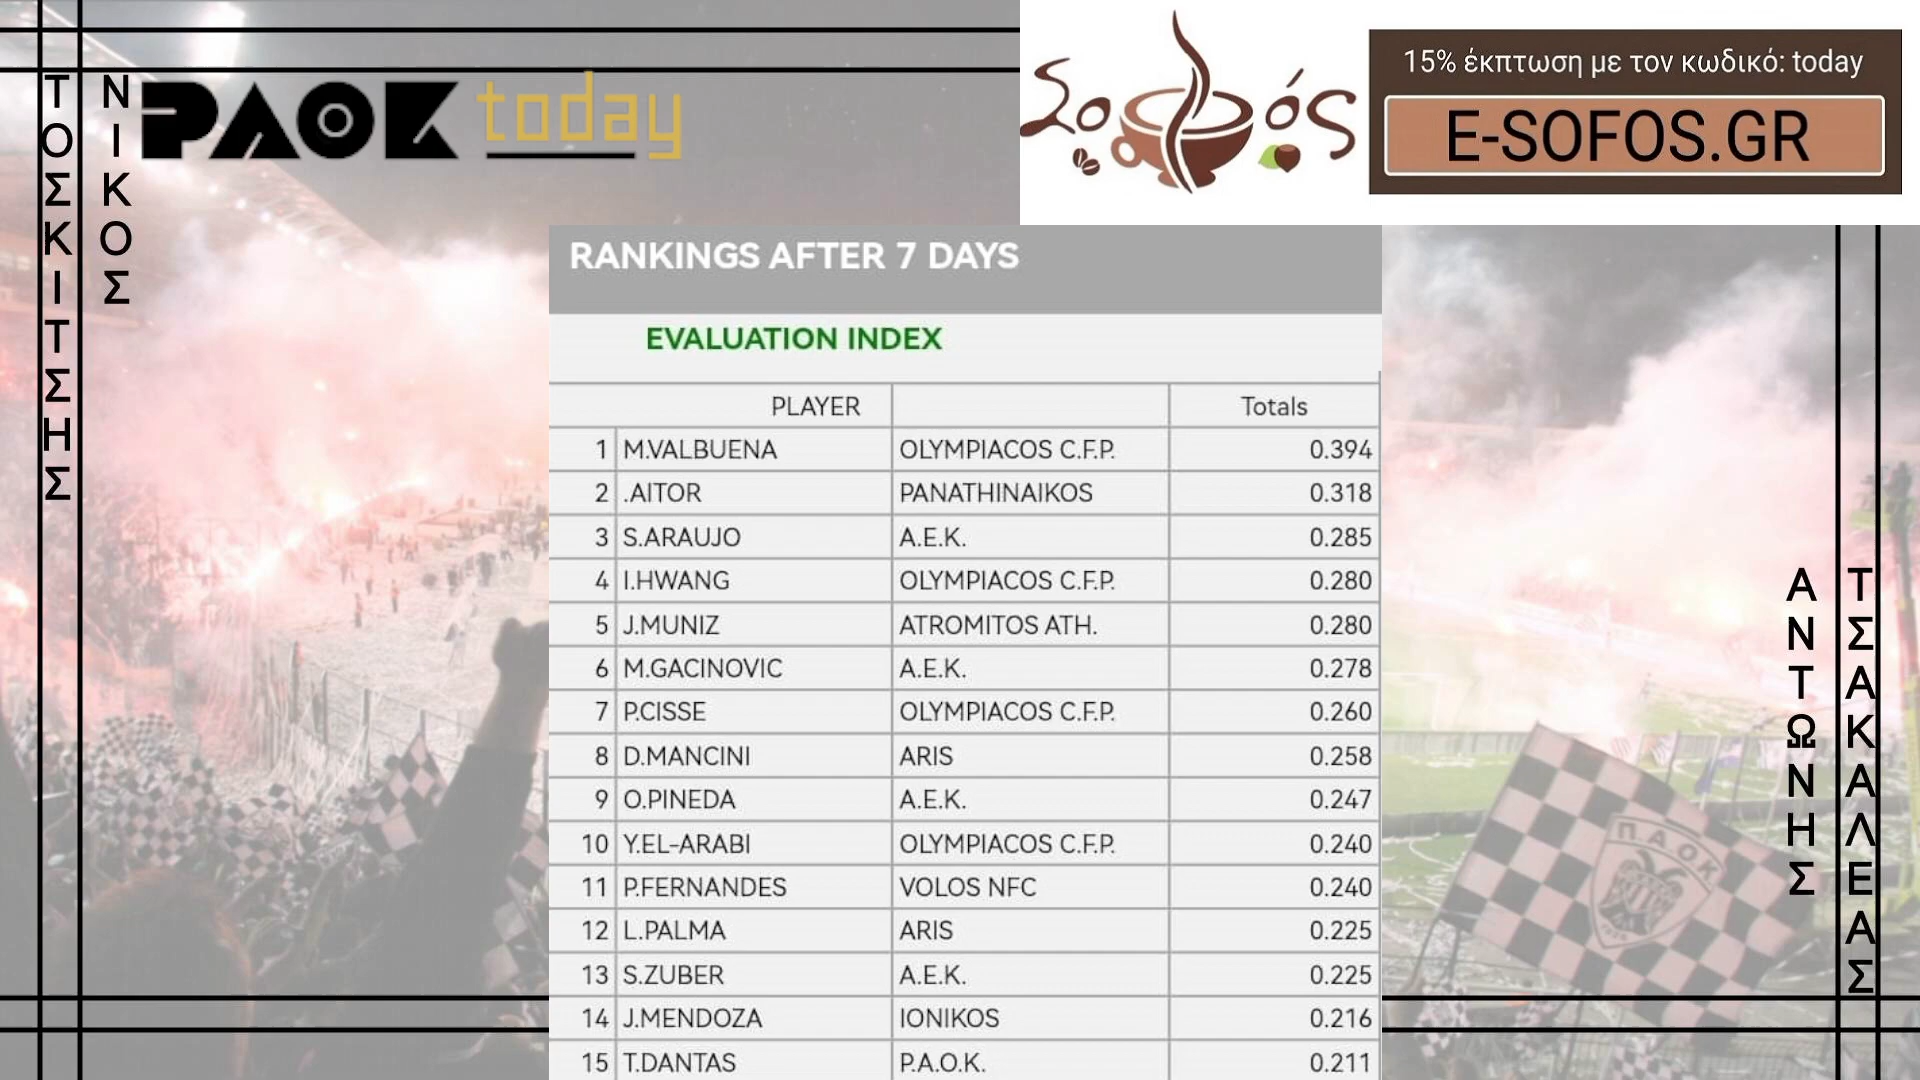 ΤΟΣΚΙΤΣΗΣ
ΝΙΚΟΣ
PAOK today
Σοφός
15% έκπτωση με τον κωδικό: today
E-SOFOS.GR
RANKINGS AFTER 7 DAYS
EVALUATION INDEX
PLAYER Totals
1 M.VALBUENA OLYMPIACOS C.F.P. 0.394
2 .AITOR PANATHINAIKOS 0.318
3 S.ARAUJO A.E.K. 0.285
4 I.HWANG OLYMPIACOS C.F.P. 0.280
5 J.MUNIZ ATROMITOS ATH. 0.280
6 M.GACINOVIC A.E.K. 0.278
7 P.CISSE OLYMPIACOS C.F.P. 0.260
8 D.MANCINI ARIS 0.258
9 O.PINEDA A.E.K. 0.247
10 Y.EL-ARABI OLYMPIACOS C.F.P. 0.240
11 P.FERNANDES VOLOS NFC 0.240
12 L.PALMA ARIS 0.225
13 S.ZUBER A.E.K. 0.225
14 J.MENDOZA IONIKOS 0.216
15 T.DANTAS P.A.O.K. 0.211
ΑΝΤΩΝΗΣ
ΤΣΑΚΑΛΕΑΣ
ΠΑΟΚ